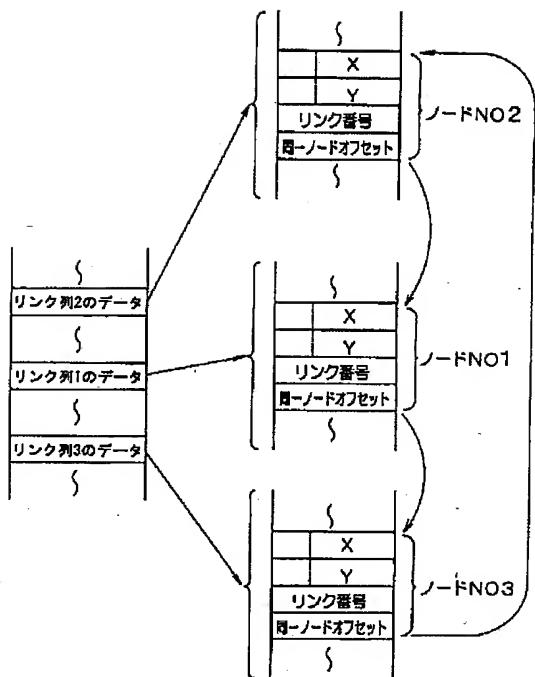 X
Y
リンク番号
同一ノードオフセット
ノードNO2
リンク列2のデータ
リンク列1のデータ
リンク列3のデータ
X
Y
リンク番号
同一ノードオフセット
ノードNO1
X
Y
リンク番号
同一ノードオフセット
ノードNO3